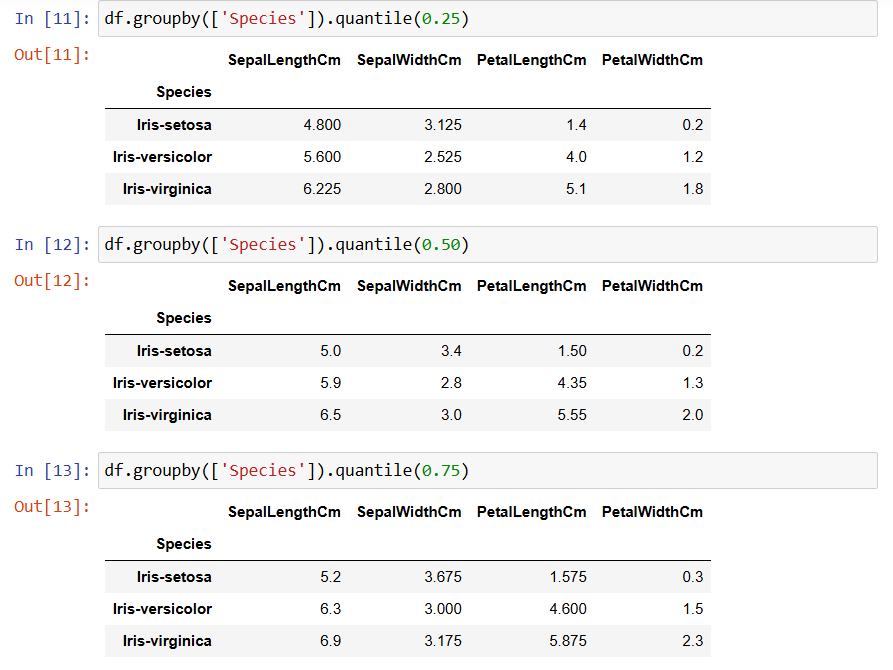 In [11]: df.groupby(['Species']).quantile(0.25)
Out[11]:
SepalLengthCm SepalWidthCm PetalLengthCm PetalWidthCm
Species
Iris-setosa 4.800 3.125 1.4 0.2
Iris-versicolor 5.600 2.525 4.0 1.2
Iris-virginica 6.225 2.800 5.1 1.8
In [12]: df.groupby(['Species']).quantile(0.50)
Out[12]:
SepalLengthCm SepalWidthCm PetalLengthCm PetalWidthCm
Species
Iris-setosa 5.0 3.4 1.50 0.2
Iris-versicolor 5.9 2.8 4.35 1.3
Iris-virginica 6.5 3.0 5.55 2.0
In [13]: df.groupby(['Species']).quantile(0.75)
Out[13]:
SepalLengthCm SepalWidthCm PetalLengthCm PetalWidthCm
Species
Iris-setosa 5.2 3.675 1.575 0.3
Iris-versicolor 6.3 3.000 4.600 1.5
Iris-virginica 6.9 3.175 5.875 2.3